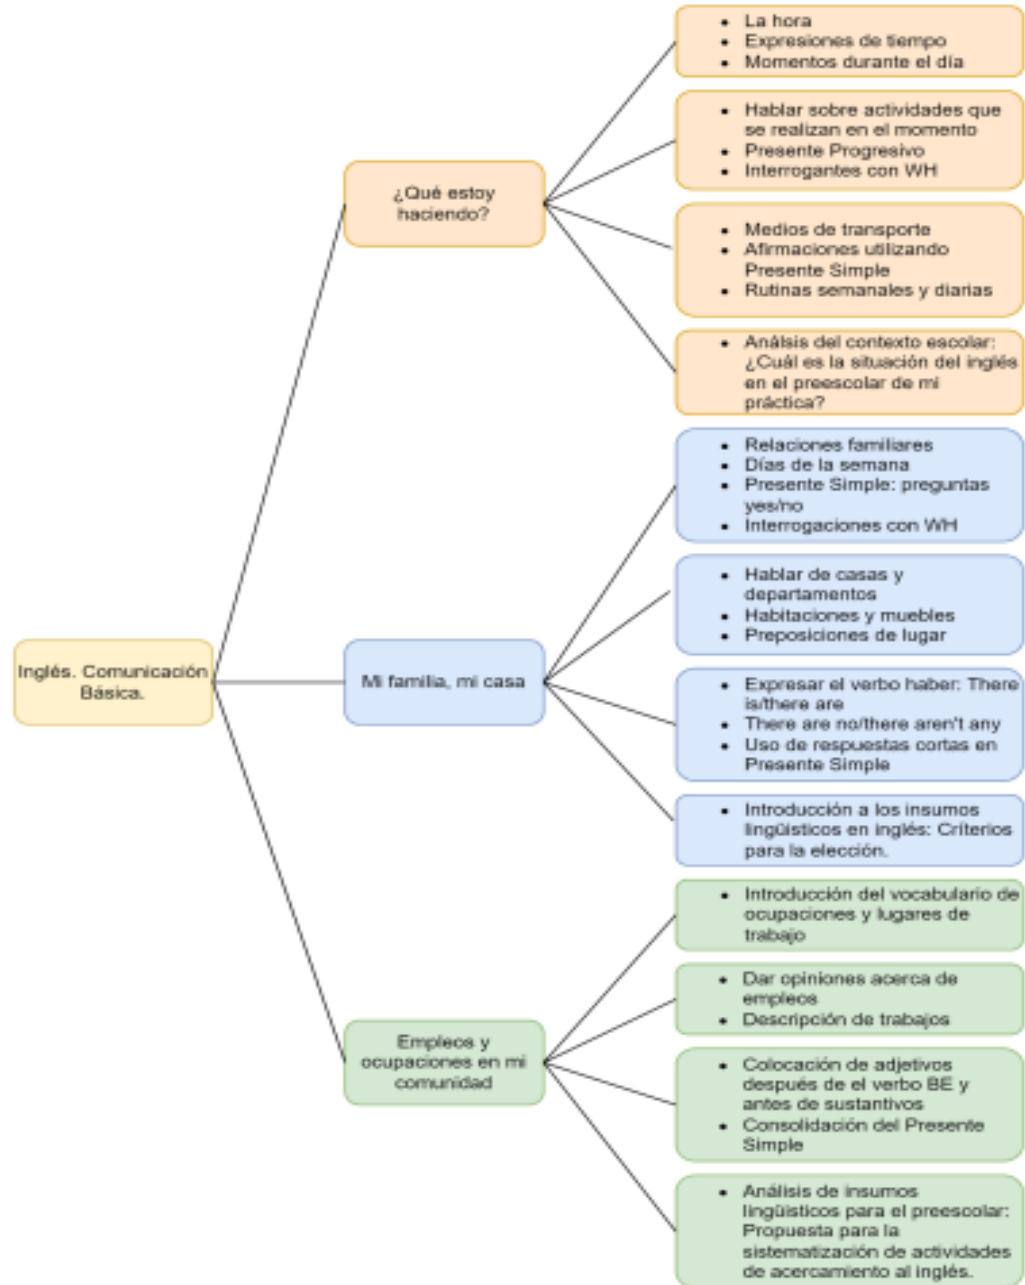 Inglés. Comunicación
Básica.
¿Qué estoy
haciendo?
• La hora
• Expresiones de tiempo
• Momentos durante el día
• Hablar sobre actividades que
se realizan en el momento
• Presente Progresivo
• Interrogantes con WH
• Medios de transporte
• Afirmaciones utilizando
Presente Simple
• Rutinas semanales y diarias
• Análsis del contexto escolar:
¿Cuál es la situación del inglés
en el preescolar de mi
práctica?
Mi familia, mi casa
• Relaciones familiares
• Días de la semana
• Presente Simple: preguntas
yes/no
• Interrogaciones con WH
• Hablar de casas y
departamentos
• Habitaciones y muebles
• Preposiciones de lugar
• Expresar el verbo haber: There
is/there are
• There are no/there aren't any
• Uso de respuestas cortas en
Presente Simple
• Introducción a los insumos
lingüisticos en inglés: Críterios
para la elección.
Empleos y
ocupaciones en mi
comunidad
• Introducción del vocabulario de
ocupaciones y lugares de
trabajo
• Dar opiniones acerca de
empleos
• Descripción de trabajos
• Colocación de adjetivos
después de el verbo BE y
antes de sustantivos
• Consolidación del Presente
Simple
• Análisis de insumos
lingüisticos para el preescolar:
Propuesta para la
sistematización de actividades
de acercamiento al inglés.